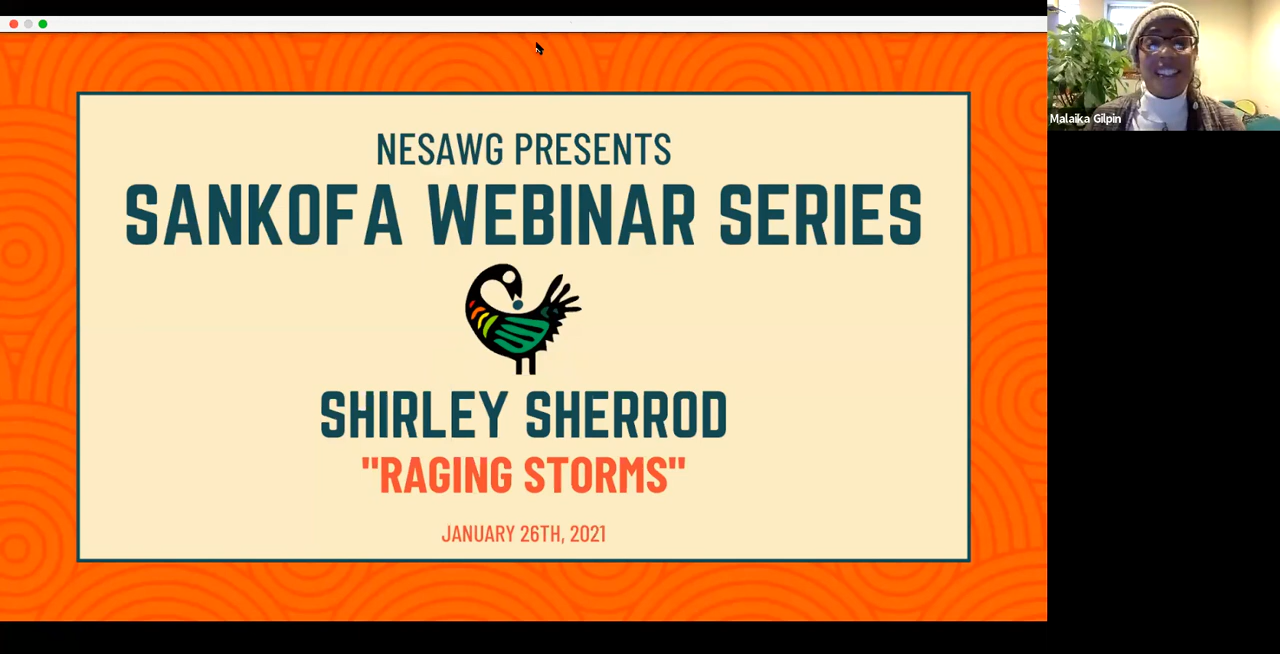 NESAWG PRESENTS
SANKOFA WEBINAR SERIES
SHIRLEY SHERROD
"RAGING STORMS"
JANUARY 26TH, 2021
Malaika Gilpin